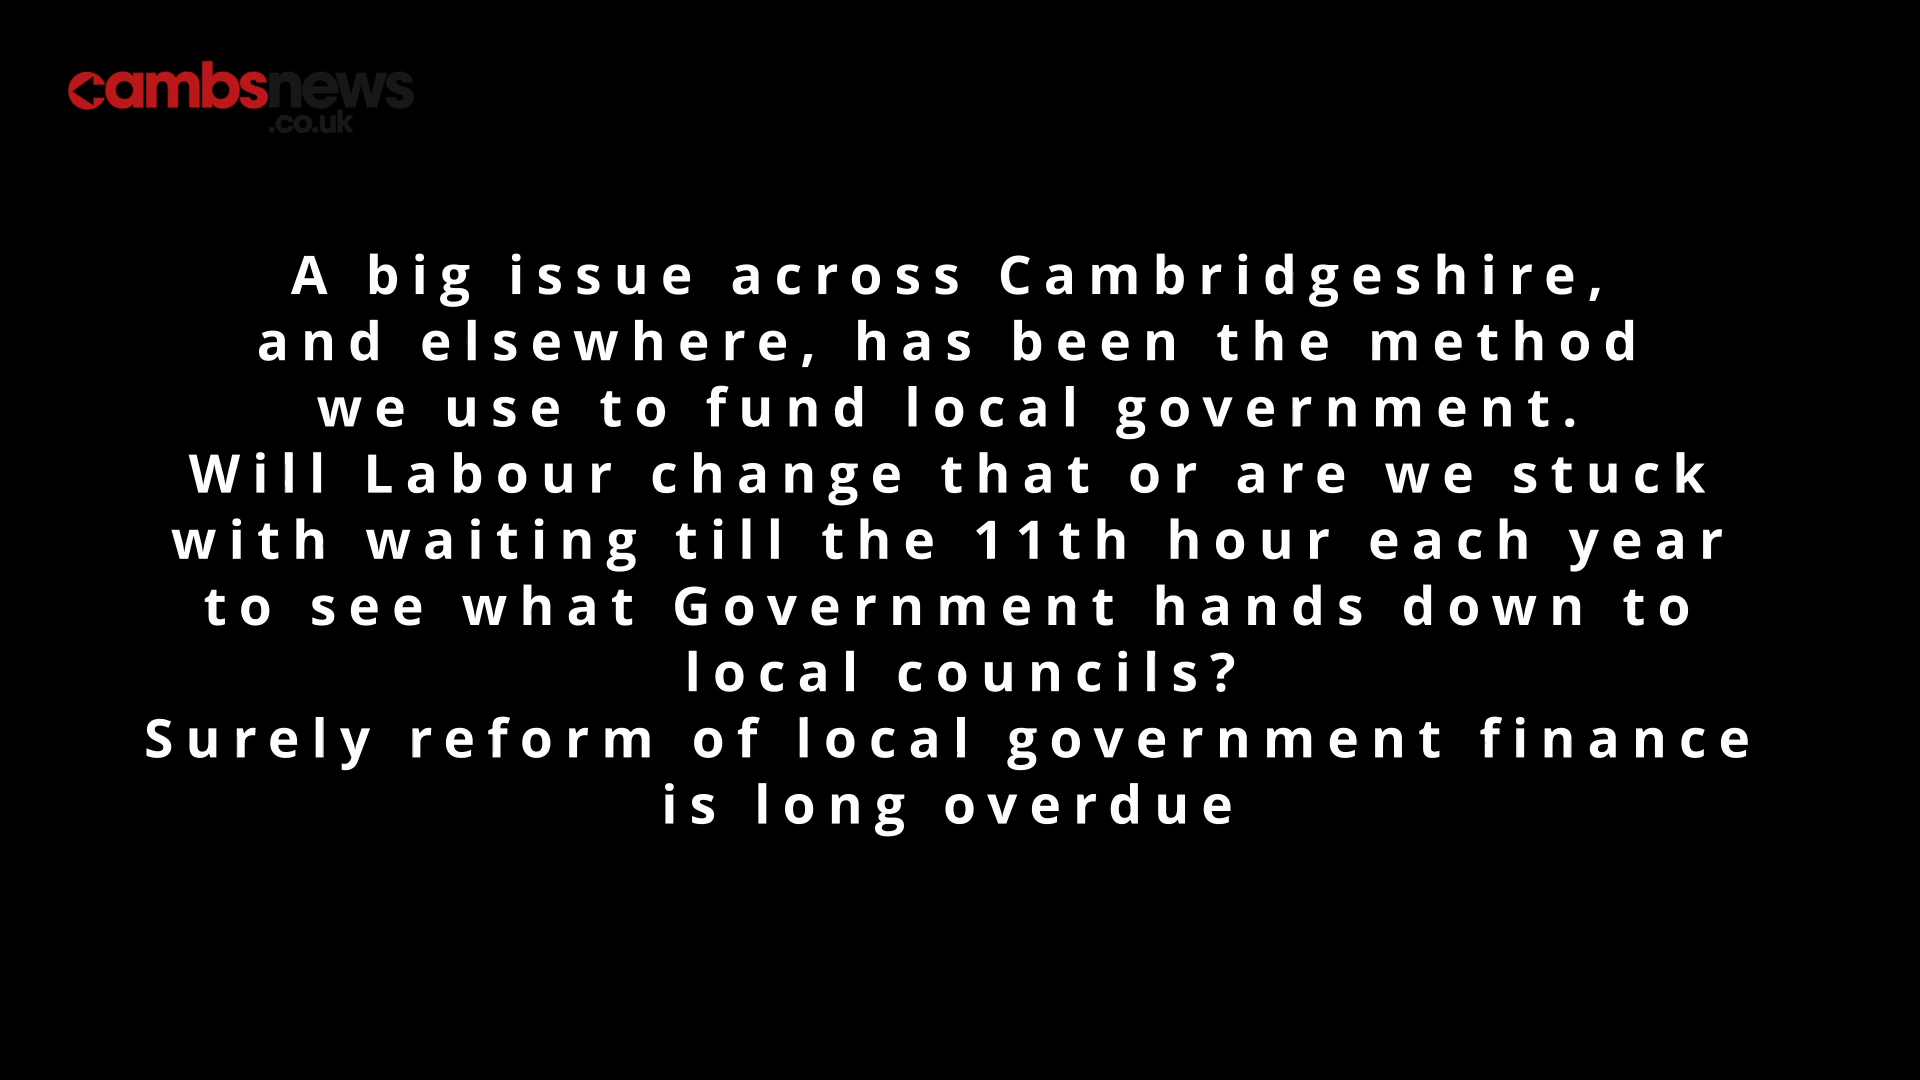 cambsnews
.co.uk
A big issue across Cambridgeshire,
and elsewhere, has been the method
we use to fund local government.
Will Labour change that or are we stuck
with waiting till the 11th hour each year
to see what Government hands down to
local councils?
Surely reform of local government finance
is long overdue